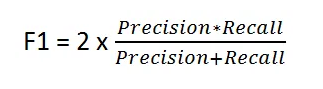 F1 = 2 x Precision*Recall / Precision+Recall